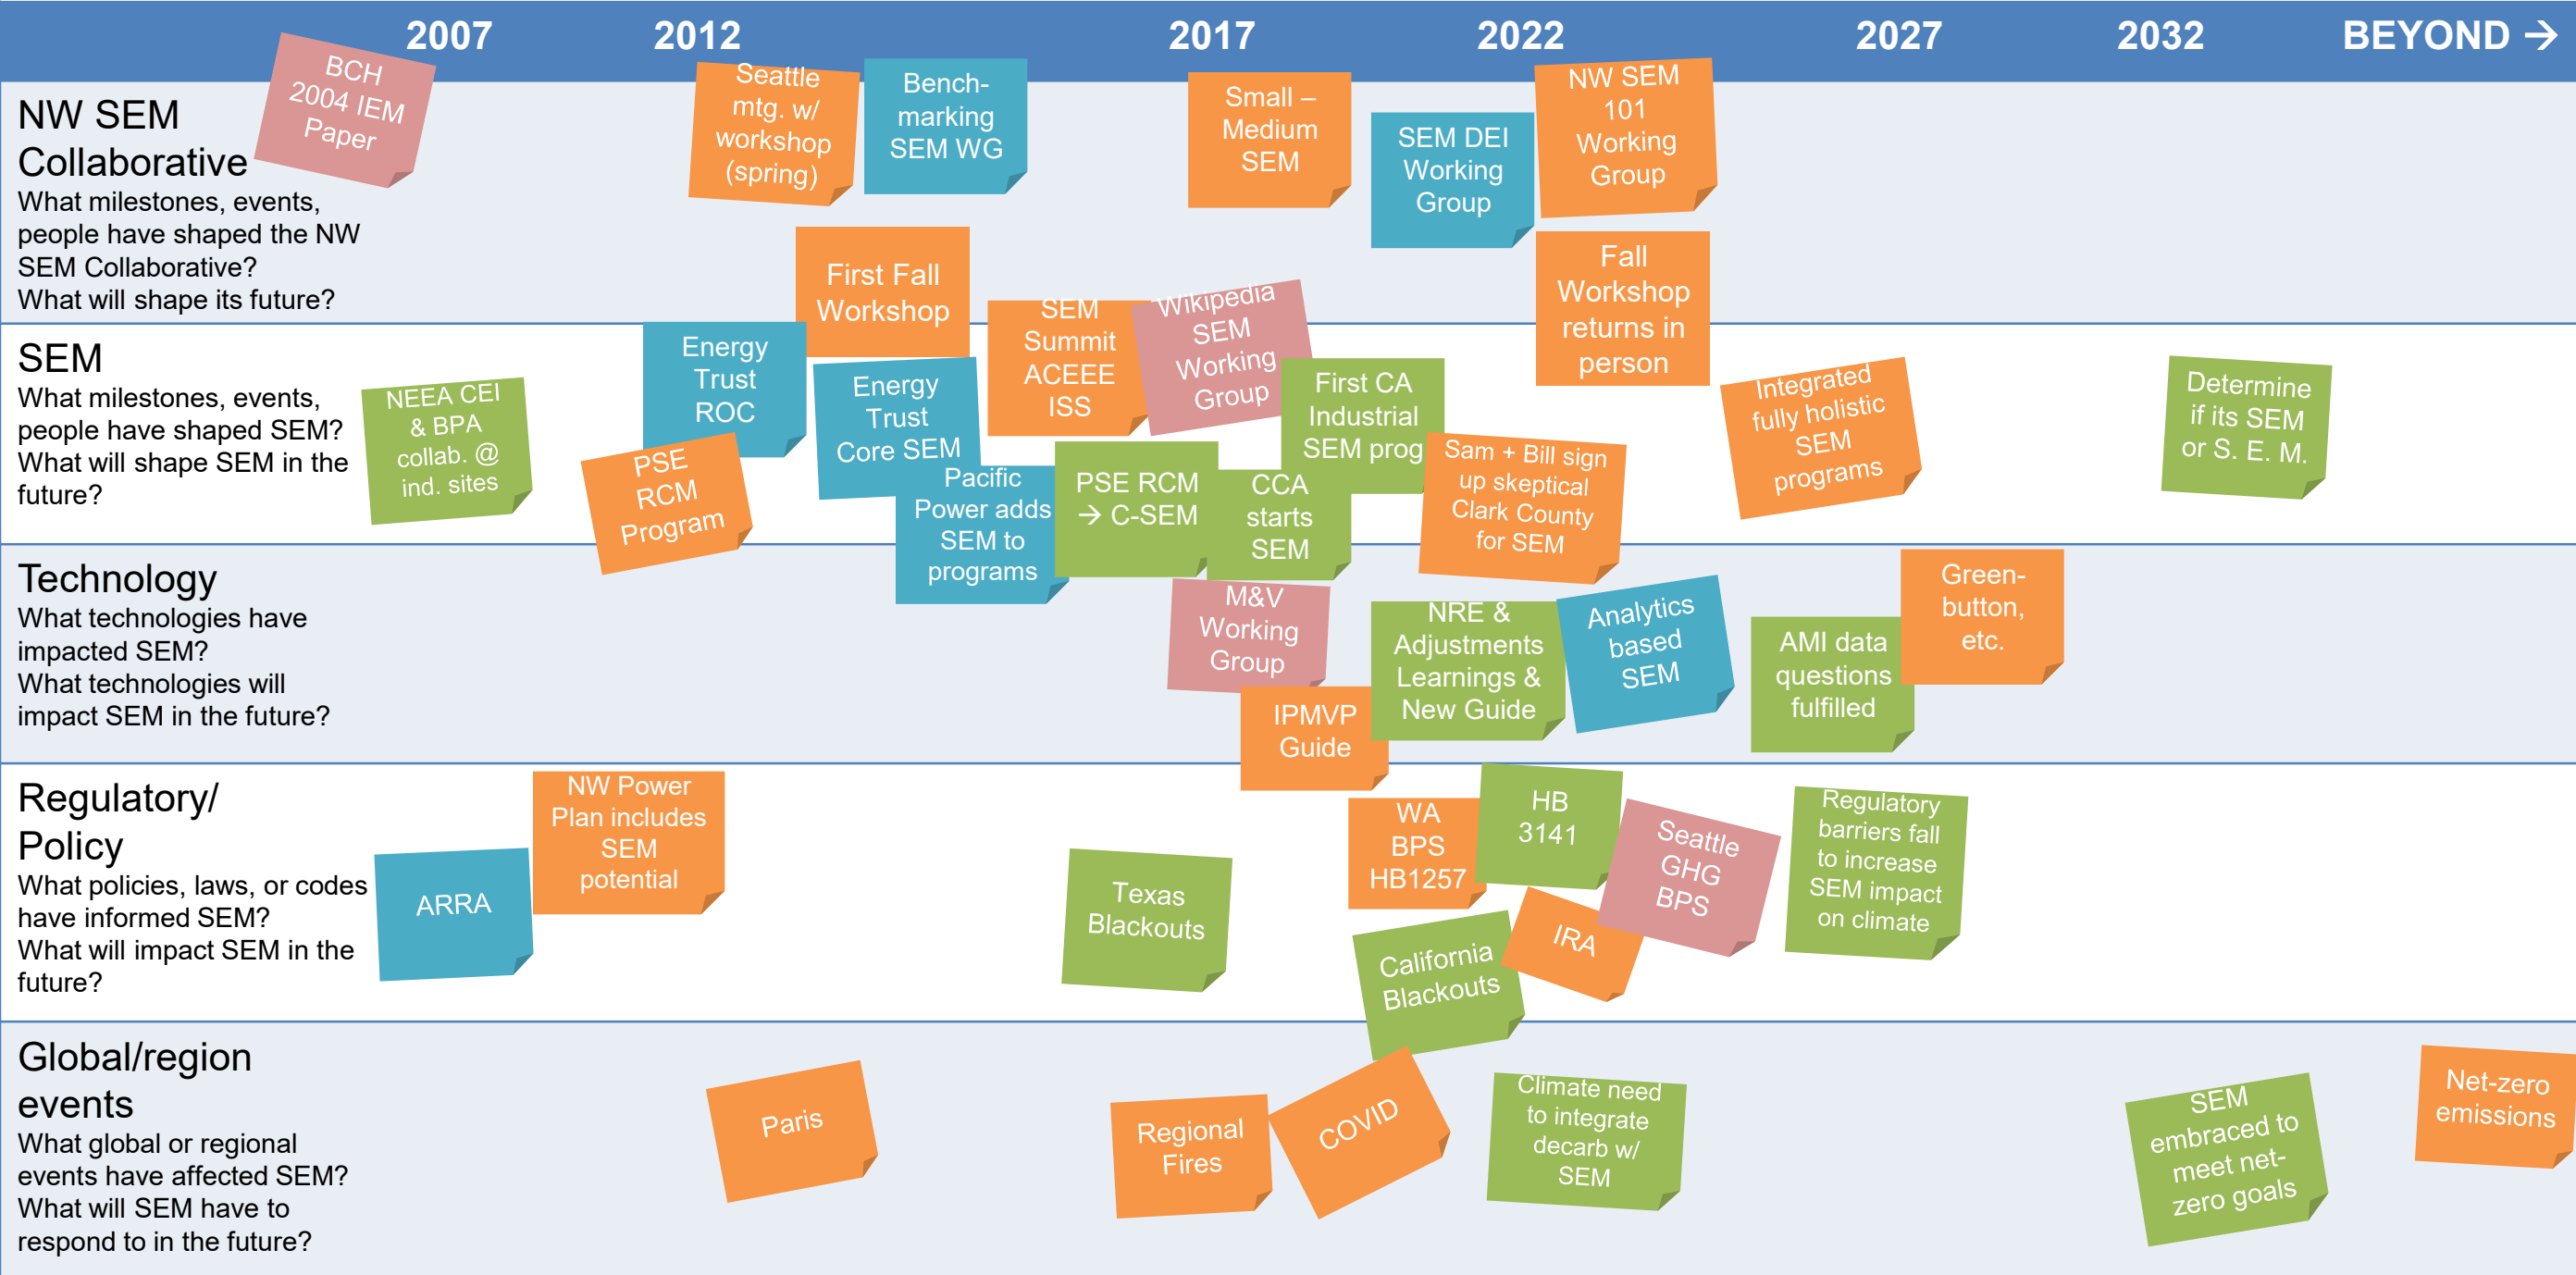 2007
2012
2017
2022
2027
2032
BEYOND →
NW SEM
Collaborative
What milestones, events,
people have shaped the NW
SEM Collaborative?
What will shape its future?
BCH
2004 IEM
Paper
Seattle
mtg. w/
workshop
(spring)
Bench-
marking
SEM WG
Small –
Medium
SEM
SEM DEI
Working
Group
NW SEM
101
Working
Group
First Fall
Workshop
Fall
Workshop
returns in
person
SEM
What milestones, events,
people have shaped SEM?
What will shape SEM in the
future?
NEEA CEI
& BPA
collab. @
ind. sites
Energy
Trust
ROC
PSE
RCM
Program
Energy
Trust
Core SEM
Pacific
Power adds
SEM to
programs
SEM
Summit
ACEEE
ISS
Wikipedia
SEM
Working
Group
PSE RCM
→ C-SEM
CCA
starts
SEM
First CA
Industrial
SEM prog
Sam + Bill sign
up skeptical
Clark County
for SEM
Integrated
fully holistic
SEM
programs
Determine
if its SEM
or S. E. M.
Technology
What technologies have
impacted SEM?
What technologies will
impact SEM in the future?
M&V
Working
Group
IPMVP
Guide
NRE &
Adjustments
Learnings &
New Guide
Analytics
based
SEM
AMI data
questions
fulfilled
Green-
button,
etc.
Regulatory/
Policy
What policies, laws, or codes
have informed SEM?
What will impact SEM in the
future?
ARRA
NW Power
Plan includes
SEM
potential
Texas
Blackouts
WA
BPS
HB1257
HB
3141
California
Blackouts
IRA
Seattle
GHG
BPS
Regulatory
barriers fall
to increase
SEM impact
on climate
Global/region
events
What global or regional
events have affected SEM?
What will SEM have to
respond to in the future?
Paris
Regional
Fires
COVID
Climate need
to integrate
decarb w/
SEM
SEM
embraced to
meet net-
zero goals
Net-zero
emissions